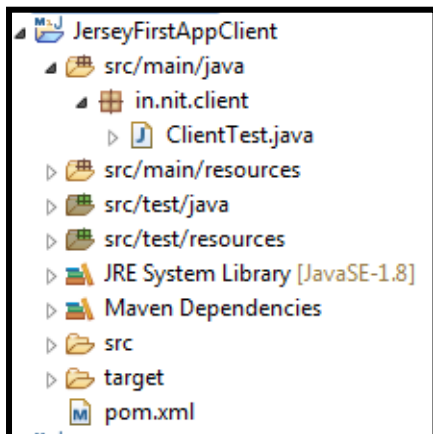 JerseyFirstAppClient
src/main/java
in.nit.client
ClientTest.java
src/main/resources
src/test/java
src/test/resources
JRE System Library [JavaSE-1.8]
Maven Dependencies
src
target
pom.xml